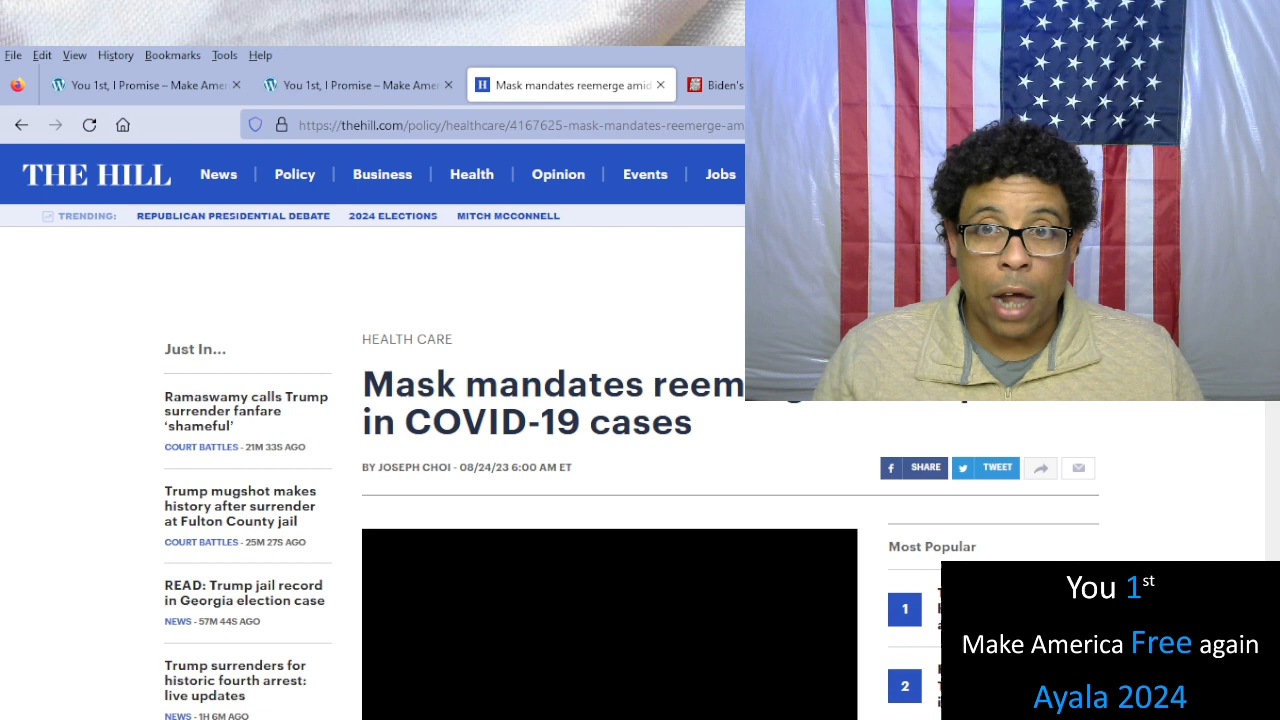 File Edit View History Bookmarks Tools Help
You 1st, I Promise – Make Amer
You 1st, I Promise – Make Amer
Mask mandates reemerge amid
Biden's
https://thehill.com/policy/healthcare/4167625-mask-mandates-reemerge-am
THE HILL
News | Policy | Business | Health | Opinion | Events | Jobs
TRENDING: REPUBLICAN PRESIDENTIAL DEBATE 2024 ELECTIONS MITCH MCCONNELL
Just In...
Ramaswamy calls Trump
surrender fanfare
‘shameful’
COURT BATTLES - 21M 33S AGO
Trump mugshot makes
history after surrender
at Fulton County jail
COURT BATTLES - 25M 27S AGO
READ: Trump jail record
in Georgia election case
NEWS - 57M 44S AGO
Trump surrenders for
historic fourth arrest:
live updates
NEWS - 1H 6M AGO
HEALTH CARE
Mask mandates reem
in COVID-19 cases
BY JOSEPH CHOI - 08/24/23 6:00 AM ET
SHARE
TWEET
Most Popular
1
2
You 1st
Make America Free again
Ayala 2024